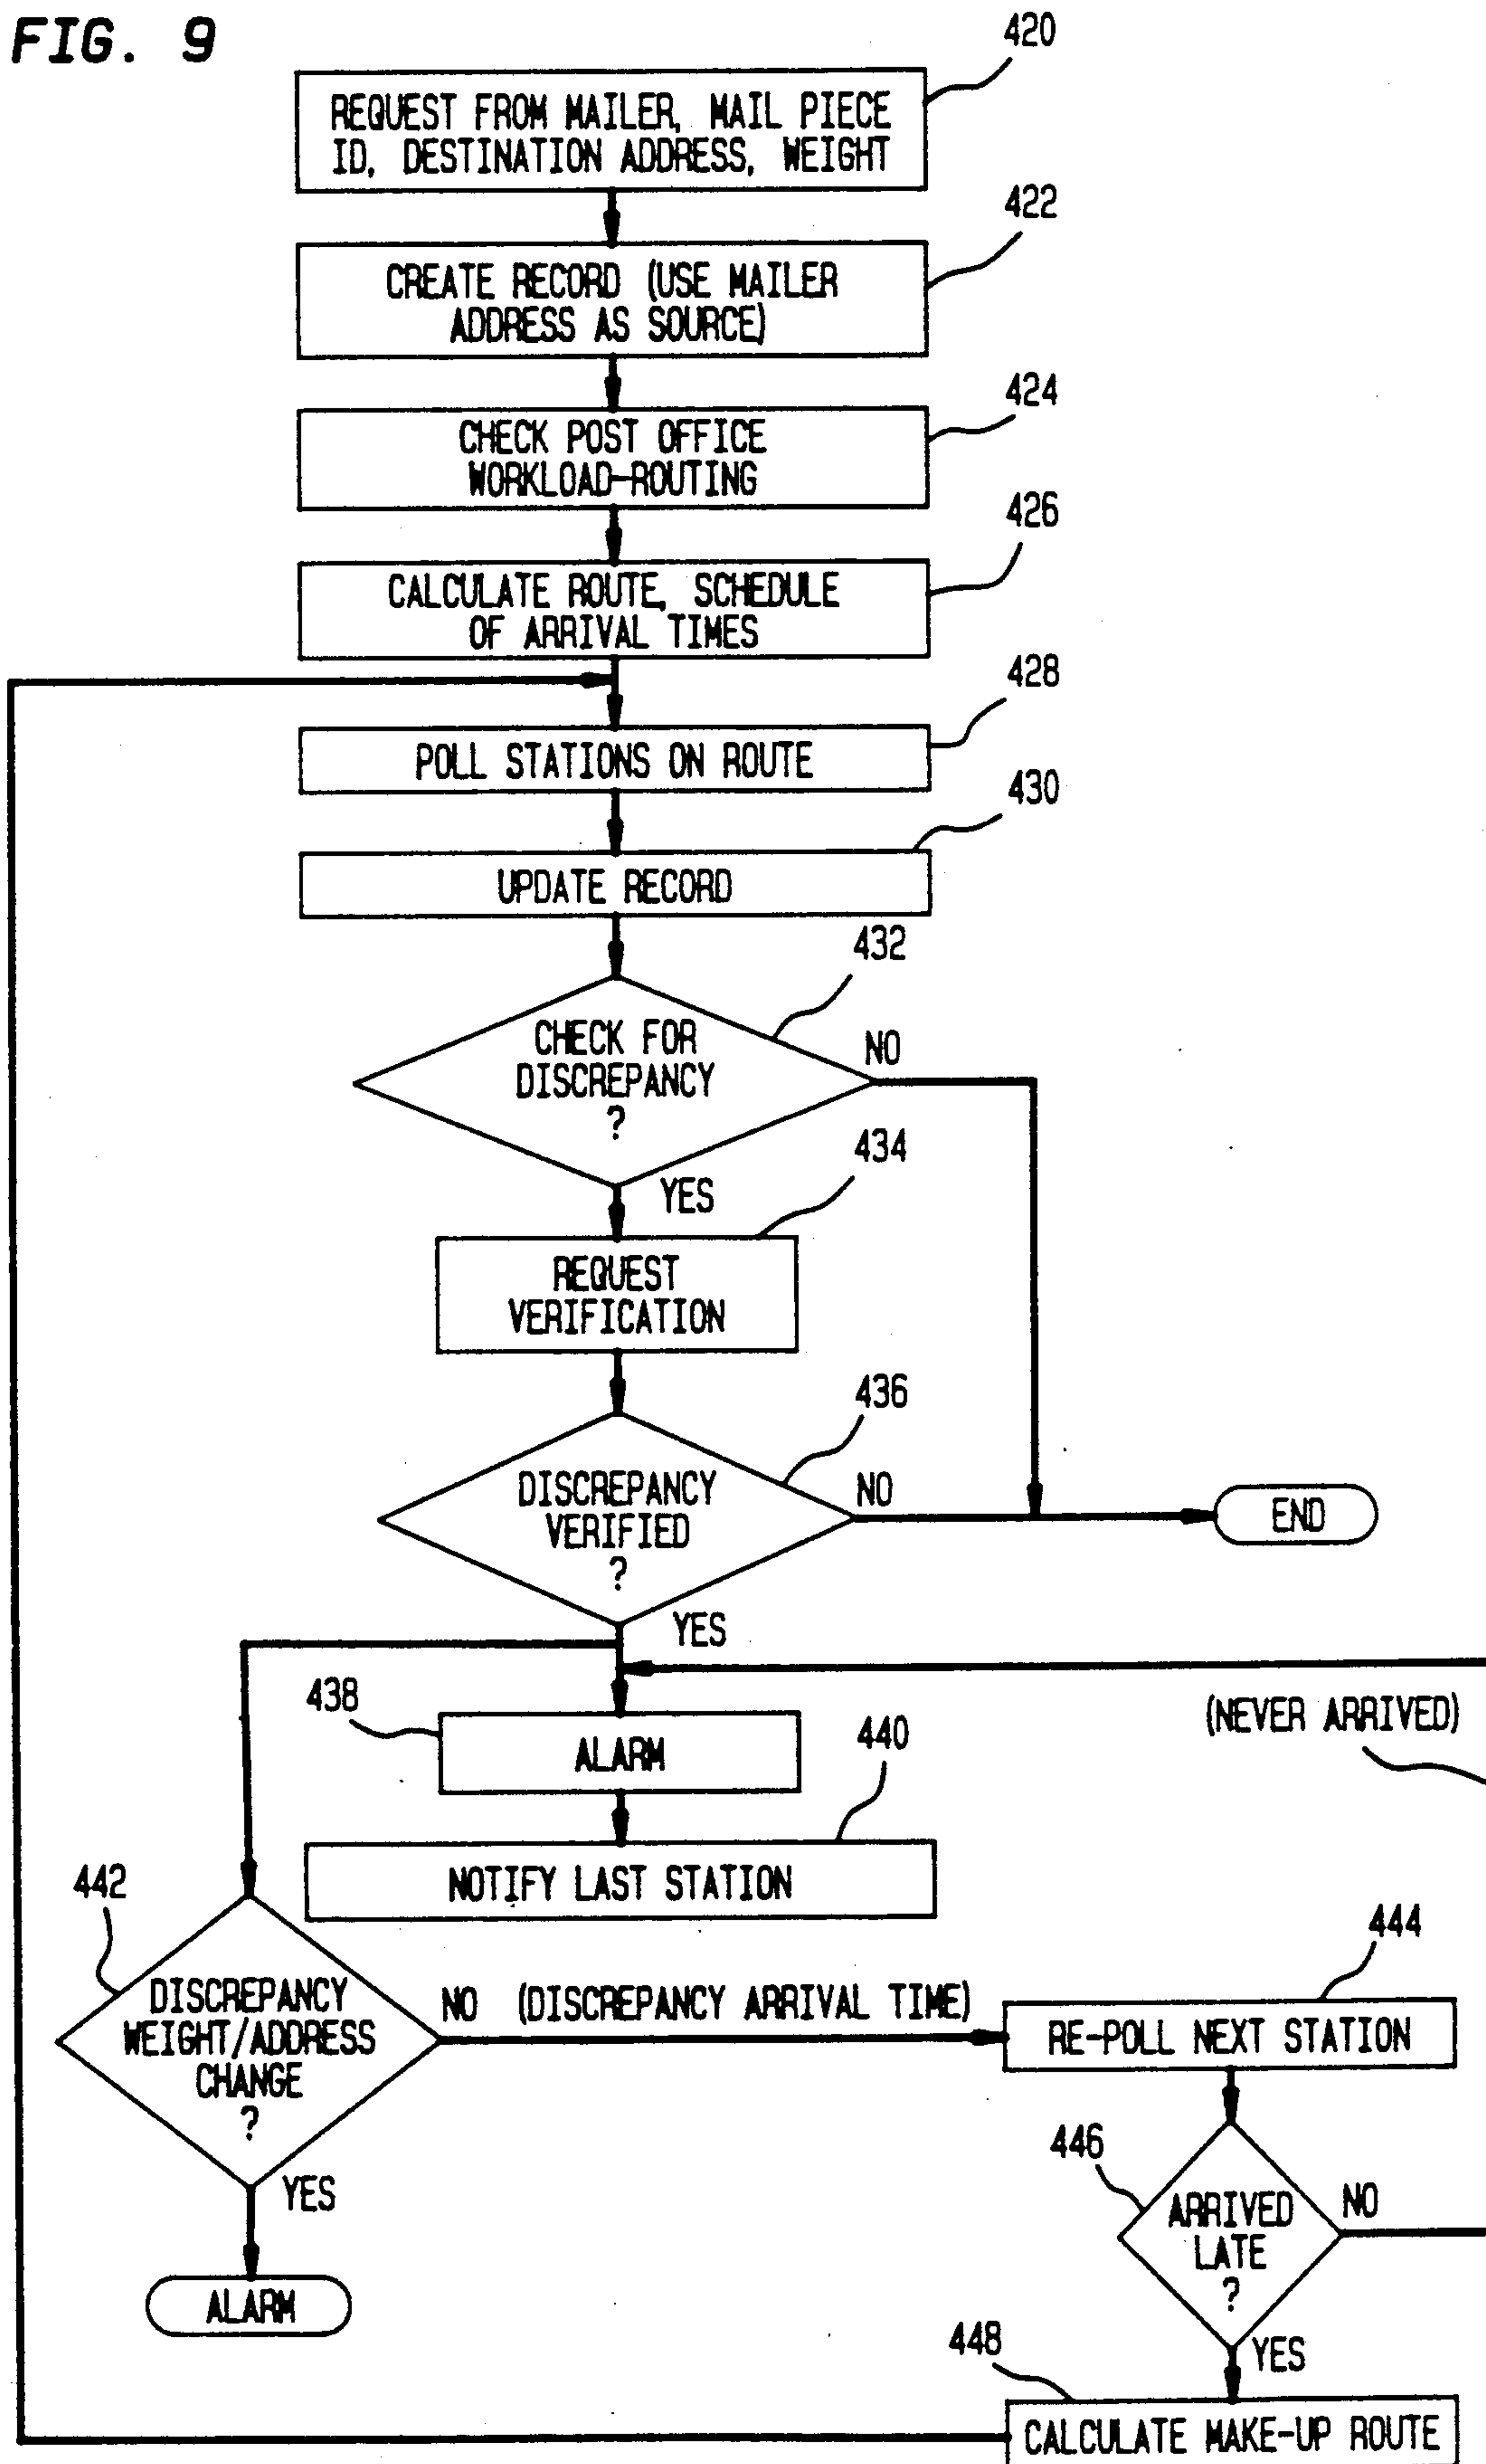 FIG. 9
420
REQUEST FROM MAILER, MAIL PIECE
ID, DESTINATION ADDRESS, WEIGHT
422
CREATE RECORD (USE MAILER
ADDRESS AS SOURCE)
424
CHECK POST OFFICE
WORKLOAD-ROUTING
426
CALCULATE ROUTE, SCHEDULE
OF ARRIVAL TIMES
428
POLL STATIONS ON ROUTE
430
UPDATE RECORD
432
CHECK FOR
DISCREPANCY
?
NO
YES
434
REQUEST
VERIFICATION
436
DISCREPANCY
VERIFIED
?
NO
END
YES
438
ALARM
(NEVER ARRIVED)
440
NOTIFY LAST STATION
442
DISCREPANCY
WEIGHT/ADDRESS
CHANGE
?
NO (DISCREPANCY ARRIVAL TIME)
444
RE-POLL NEXT STATION
YES
ALARM
446
ARRIVED
LATE
?
NO
YES
448
CALCULATE MAKE-UP ROUTE